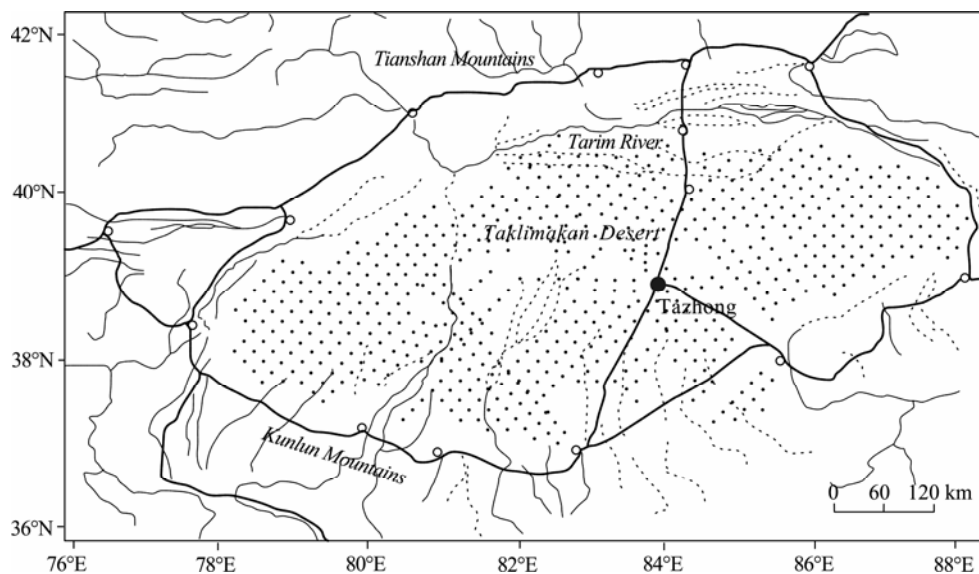 42°N
Tianshan Mountains
Tarim River
40°N
Taklimakan Desert
Tazhong
38°N
Kunlun Mountains
0 60 120 km
36°N
76°E 78°E 80°E 82°E 84°E 86°E 88°E